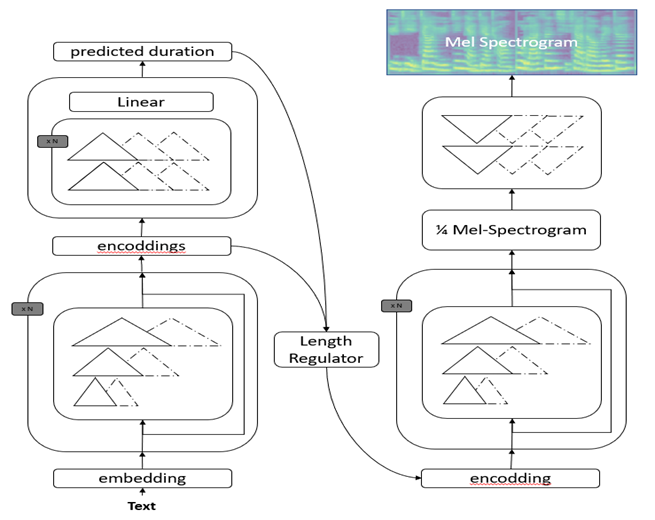 predicted duration
Linear
x N
encoddings
x N
embedding
Text
Length
Regulator
Mel Spectrogram
¼ Mel-Spectrogram
x N
encodding